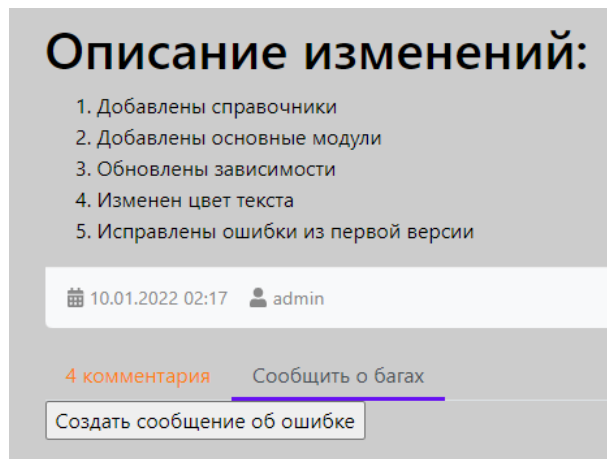 Описание изменений:
1. Добавлены справочники
2. Добавлены основные модули
3. Обновлены зависимости
4. Изменен цвет текста
5. Исправлены ошибки из первой версии
10.01.2022 02:17 admin
4 комментария Сообщить о багах
Создать сообщение об ошибке